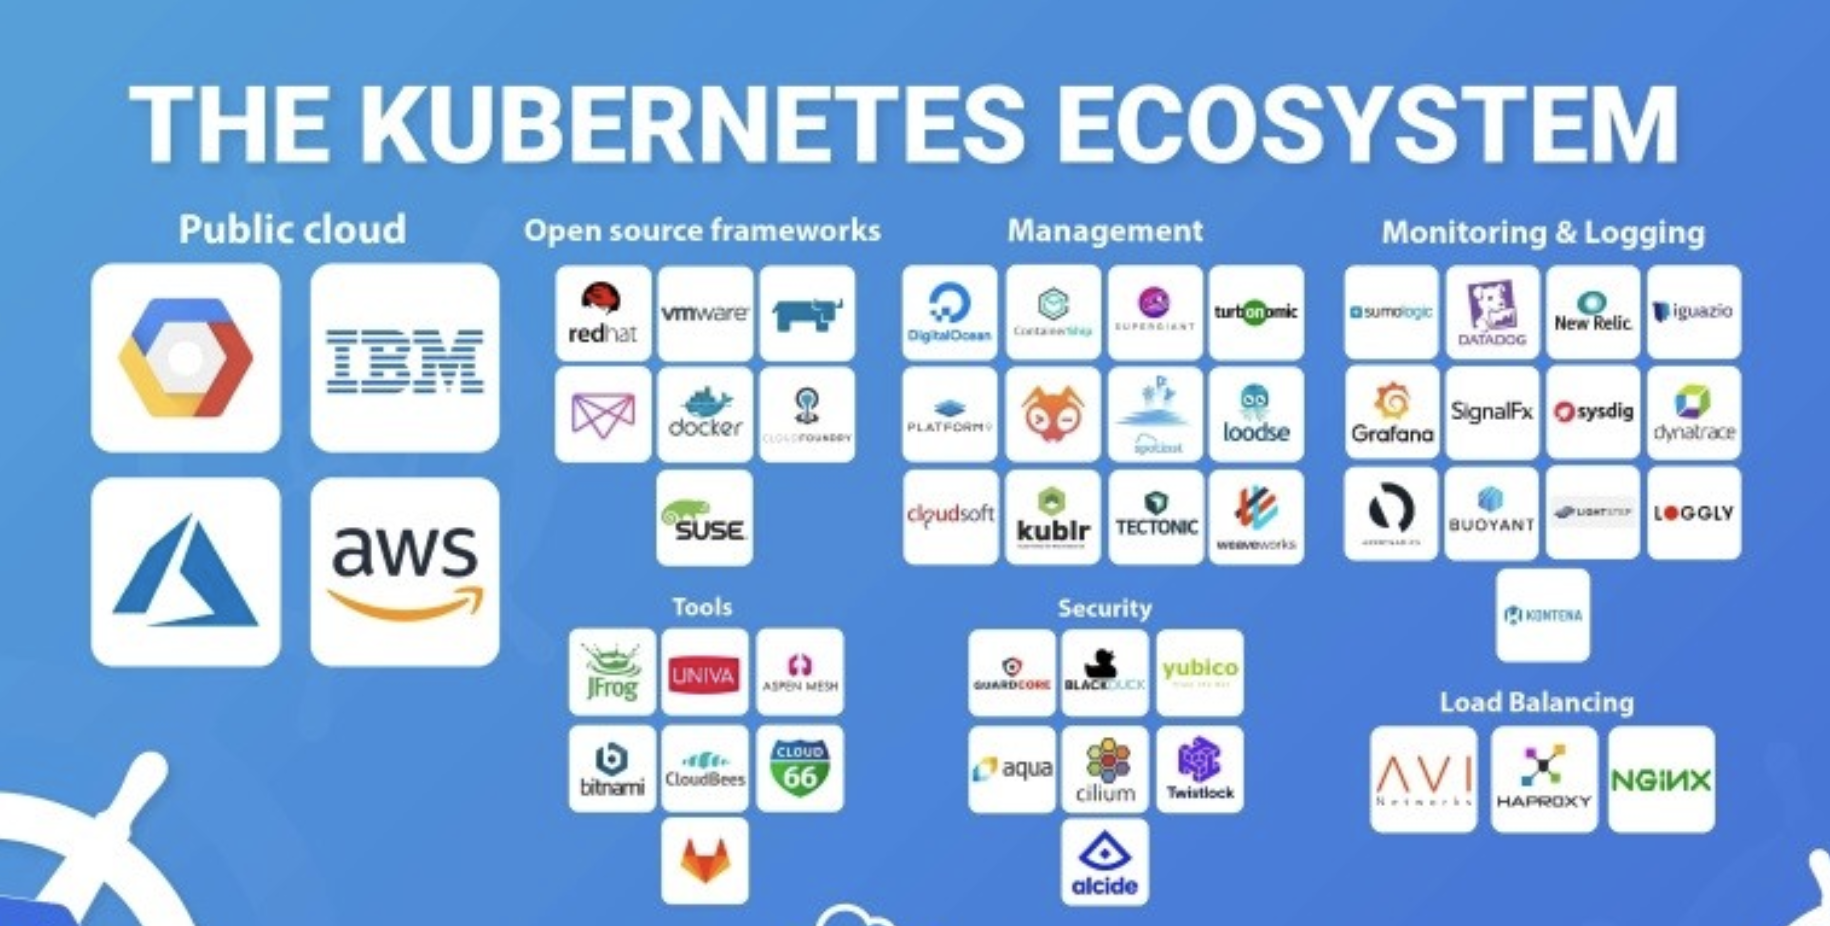 THE KUBERNETES ECOSYSTEM
Public cloud
IBM
aws
Open source frameworks
redhat
vmware
docker
CLOUDFOUNDRY
SUSE
Management
DigitalOcean
ContainerShip
SUPERGIANT
turbonomic
PLATFORM9
spotinst
loodse
cloudsoft
kublr
TECTONIC
weaveworks
Monitoring & Logging
sumologic
DATADOG
New Relic.
iguazio
Grafana
SignalFx
sysdig
dynatrace
BUOYANT
LIGHTSTEP
LOGGLY
KONTENA
Tools
JFrog
UNIVA
ASPEN MESH
bitnami
CloudBees
CLOUD
66
Security
GUARDICORE
BLACKDUCK
yubico
aqua
cilium
Twistlock
alcide
Load Balancing
AVI
Networks
HAPROXY
NGINX